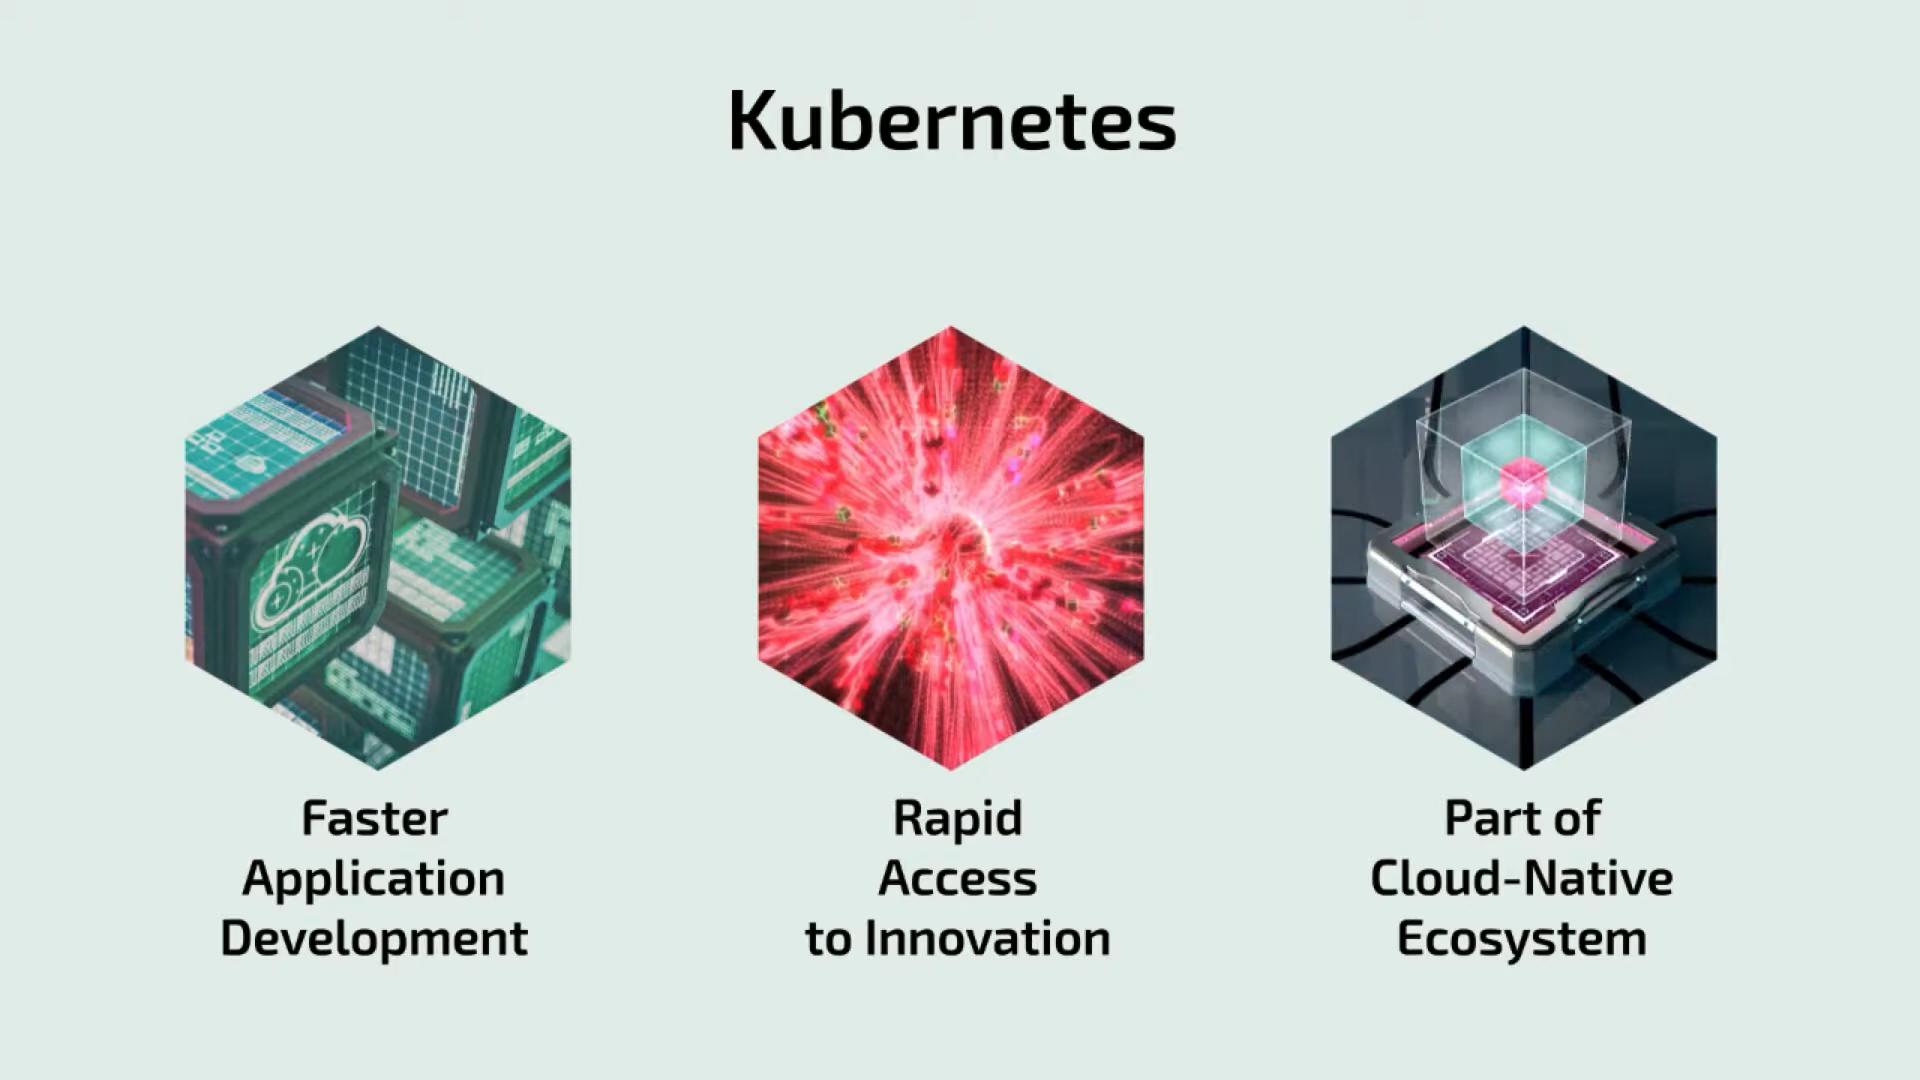 Kubernetes
Faster
Application
Development
Rapid
Access
to Innovation
Part of
Cloud-Native
Ecosystem